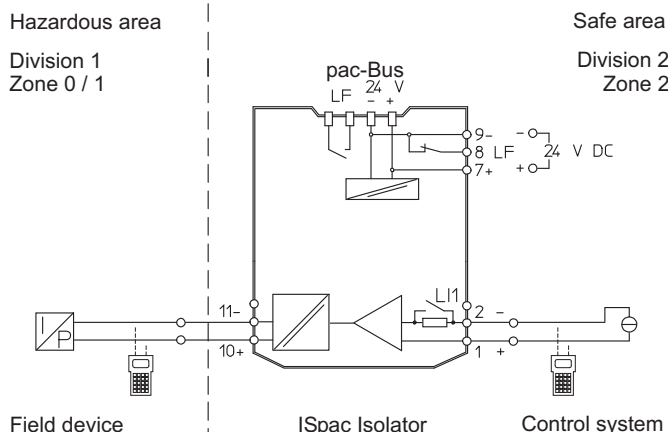 Hazardous area
Safe area
Division 1
Zone 0 / 1
Division 2
Zone 2
pac-Bus
LF 24 V
- +
9-
8 LF
7+
- 
+
24 V DC
LI1
11-
10+
2 -
1 +
I
P
Field device
ISpac Isolator
Control system